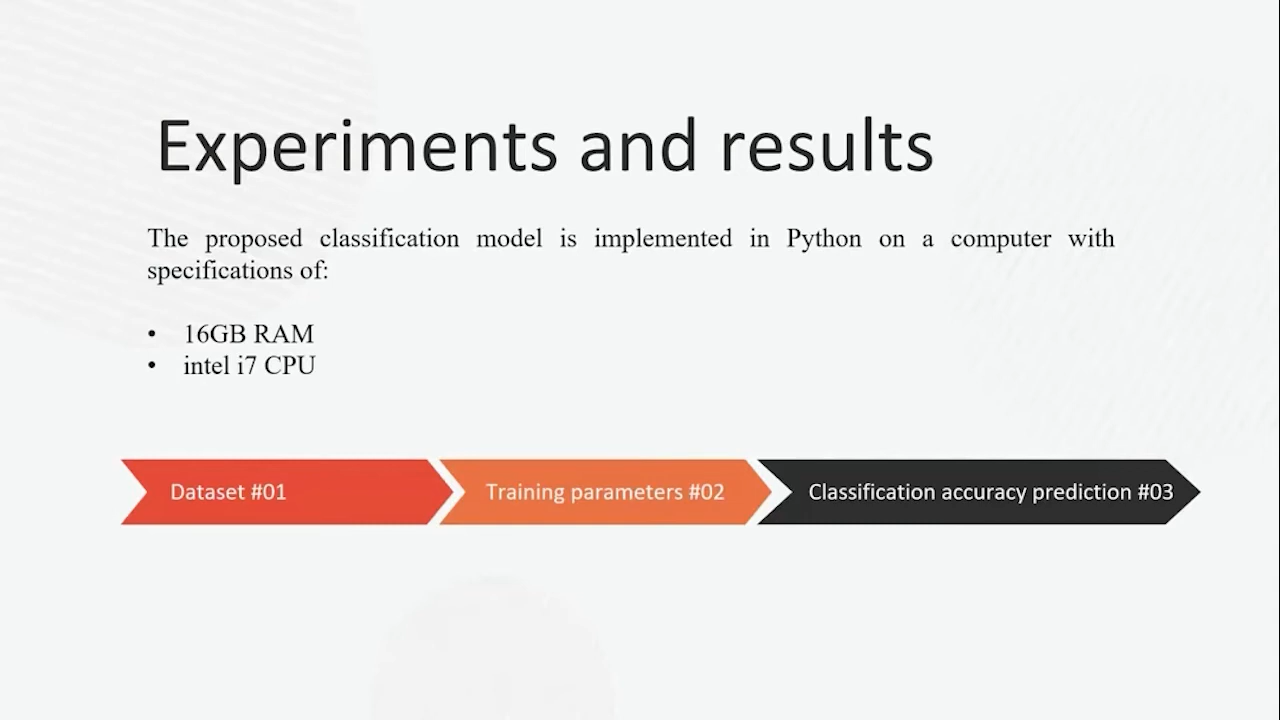 Experiments and results
The proposed classification model is implemented in Python on a computer with
specifications of:
• 16GB RAM
• intel i7 CPU
Dataset #01
Training parameters #02
Classification accuracy prediction #03